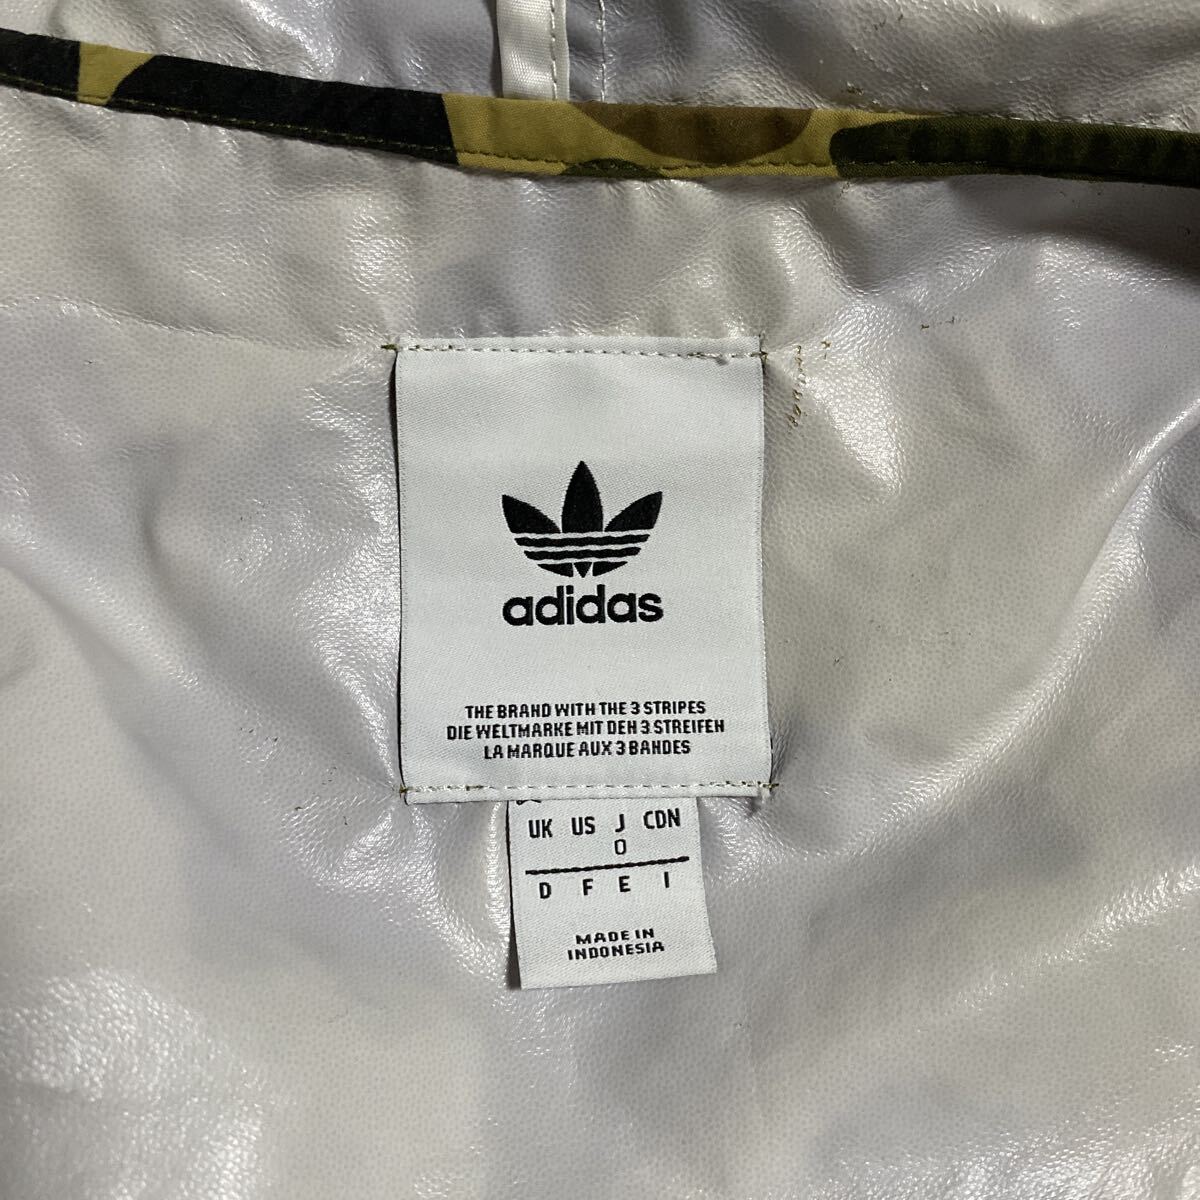 adidas
THE BRAND WITH THE 3 STRIPES
DIE WELTMARKE MIT DEN 3 STREIFEN
LA MARQUE AUX 3 BANDES
UK US J CDN
O
D F E I
MADE IN
INDONESIA